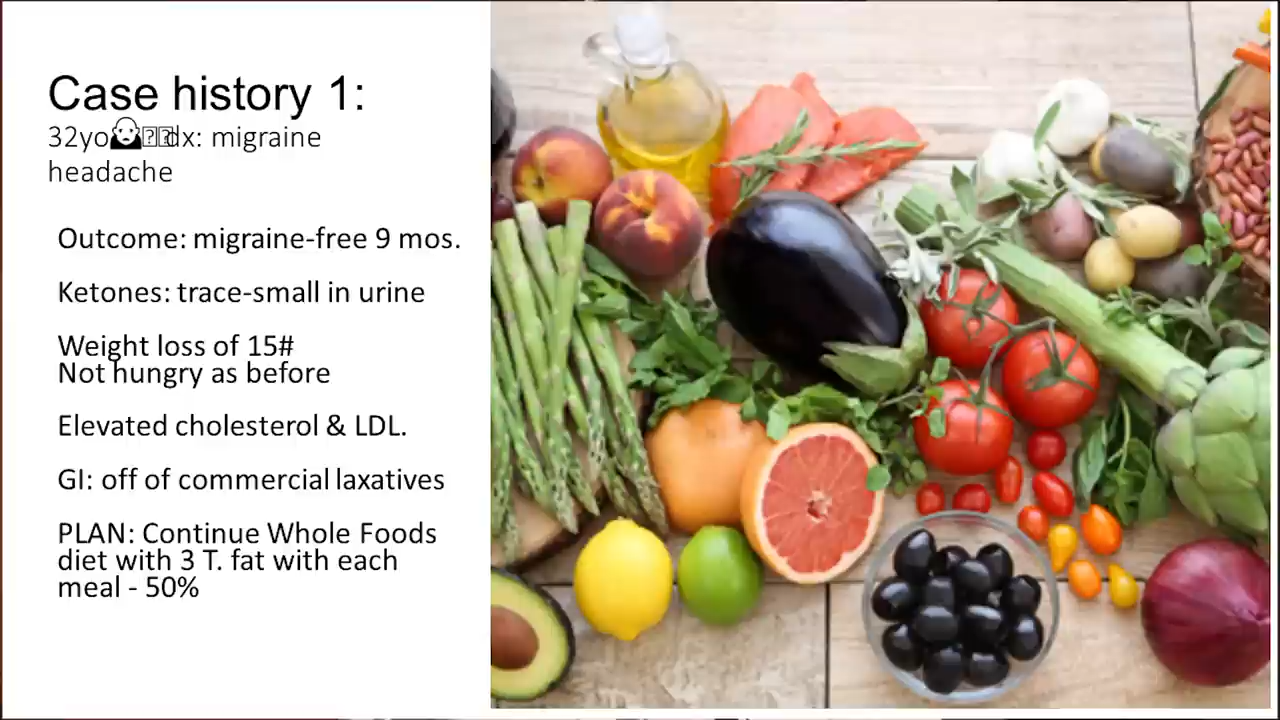 Case history 1:
32yo dx: migraine
headache
Outcome: migraine-free 9 mos.
Ketones: trace-small in urine
Weight loss of 15#
Not hungry as before
Elevated cholesterol & LDL.
GI: off of commercial laxatives
PLAN: Continue Whole Foods
diet with 3 T. fat with each
meal - 50%